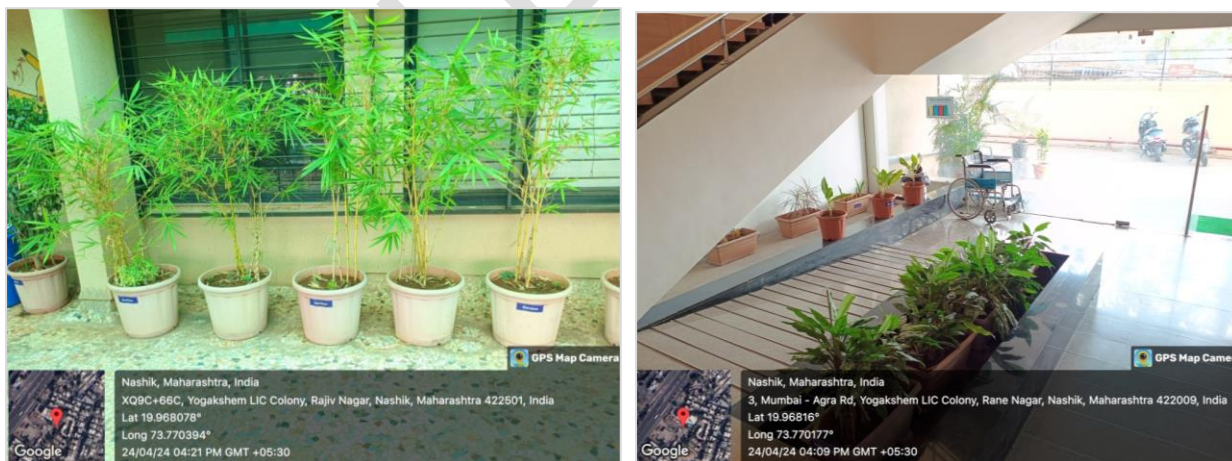 GPS Map Camera
Nashik, Maharashtra, India
XQ9C+66C, Yogakshem LIC Colony, Rajiv Nagar, Nashik, Maharashtra 422501, India
Lat 19.968078°
Long 73.770394°
24/04/24 04:21 PM GMT +05:30
Google
GPS Map Came
Nashik, Maharashtra, India
3, Mumbai - Agra Rd, Yogakshem LIC Colony, Rane Nagar, Nashik, Maharashtra 422009, India
Lat 19.96816°
Long 73.770177°
24/04/24 04:09 PM GMT +05:30
Google